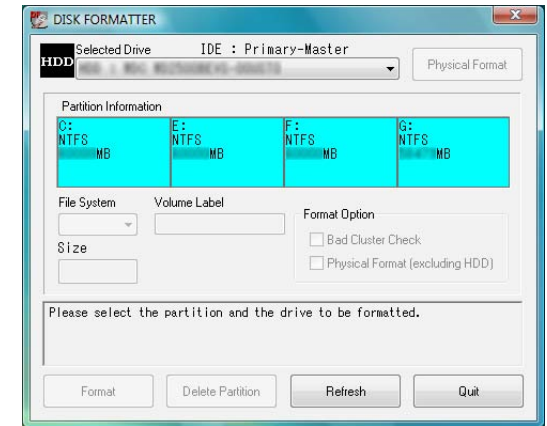 DISK FORMATTER
Selected Drive IDE : Primary-Master
HDD
Physical Format
Partition Information
C: E: F: G:
NTFS NTFS NTFS NTFS
MB MB MB MB
File System Volume Label
Format Option
Bad Cluster Check
Size
Physical Format (excluding HDD)
Please select the partition and the drive to be formatted.
Format Delete Partition Refresh Quit